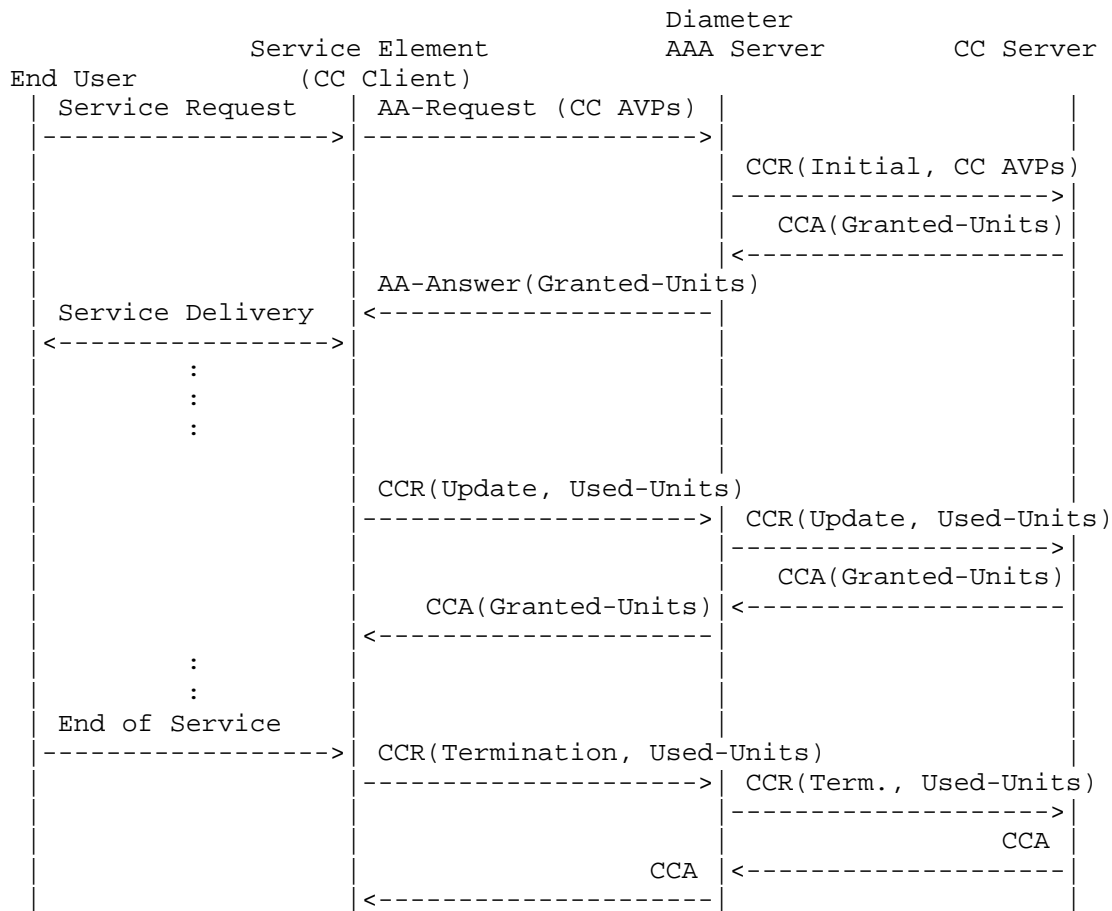 Diameter
Service Element AAA Server CC Server
End User (CC Client)
Service Request AA-Request (CC AVPs)
CCR(Initial, CC AVPs)
CCA(Granted-Units)
AA-Answer(Granted-Units)
Service Delivery
:
:
:
CCR(Update, Used-Units)
CCR(Update, Used-Units)
CCA(Granted-Units)
CCA(Granted-Units)
:
:
End of Service
CCR(Termination, Used-Units)
CCR(Term., Used-Units)
CCA
CCA